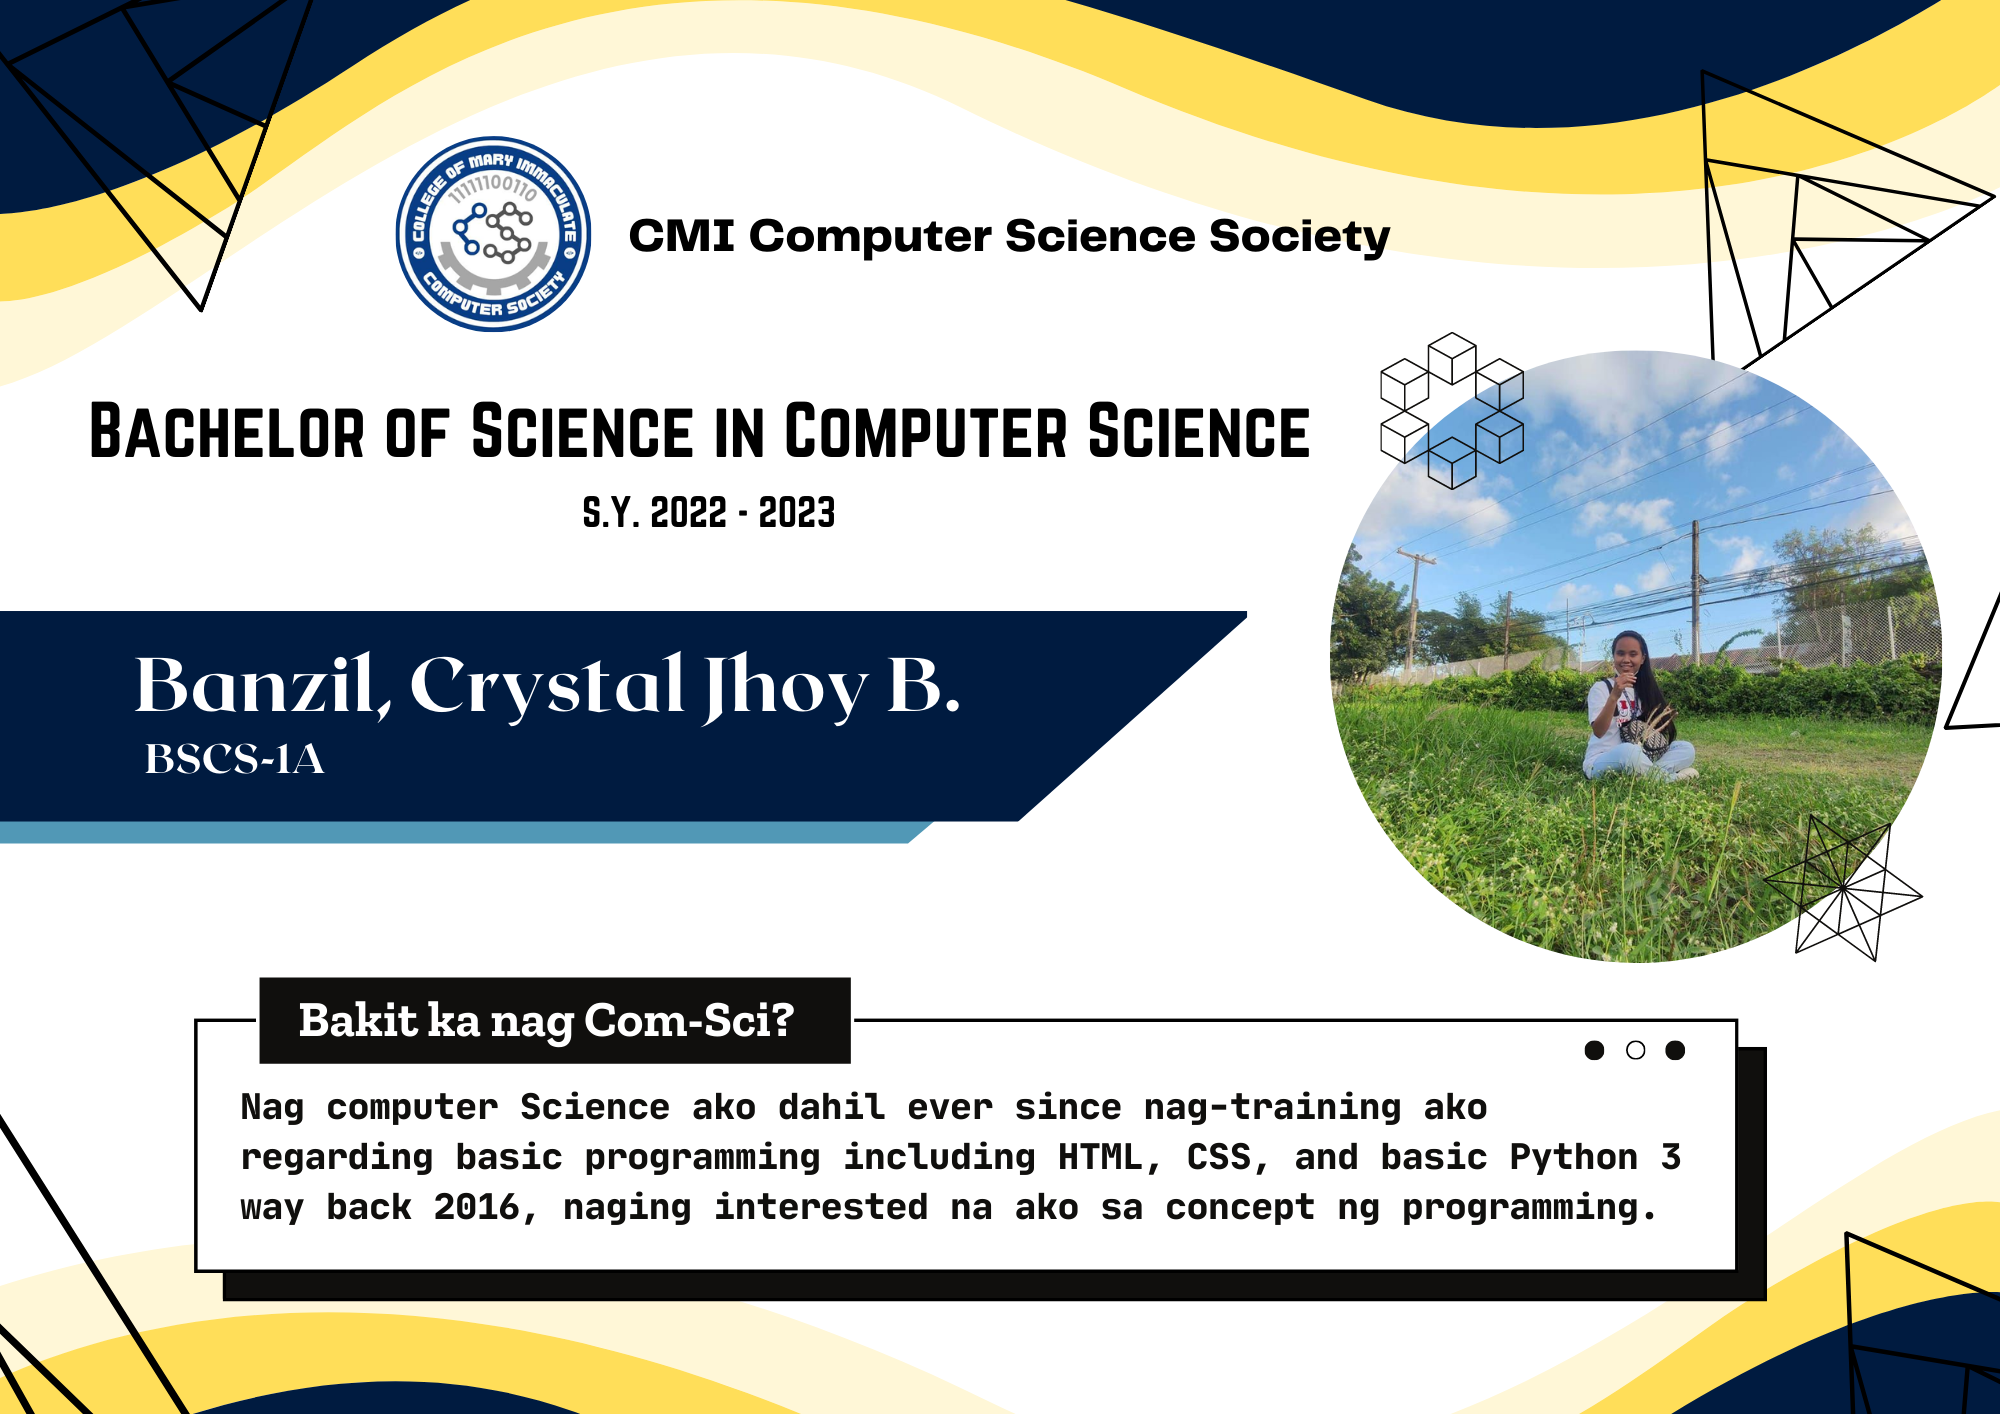 COLLEGE OF MARY IMMACULATE
11111100110
COMPUTER SOCIETY
CMI Computer Science Society
Bachelor of Science in Computer Science
S.Y. 2022 - 2023
Banzil, Crystal Jhoy B.
BSCS-1A
Bakit ka nag Com-Sci?
Nag computer Science ako dahil ever since nag-training ako
regarding basic programming including HTML, CSS, and basic Python 3
way back 2016, naging interested na ako sa concept ng programming.